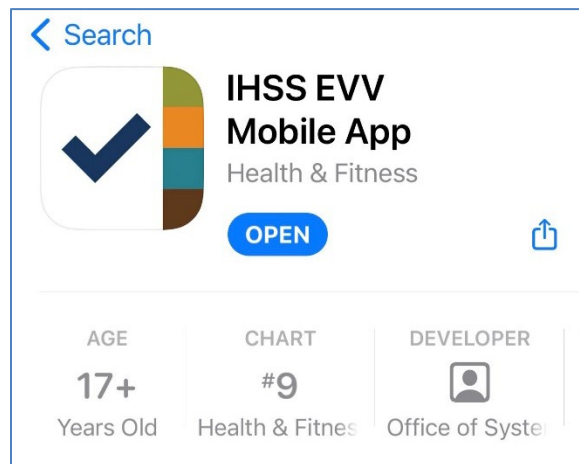 Search
IHSS EVV
Mobile App
Health & Fitness
OPEN
AGE
CHART
DEVELOPER
17+
#9
Years Old
Health & Fitnes
Office of Syste